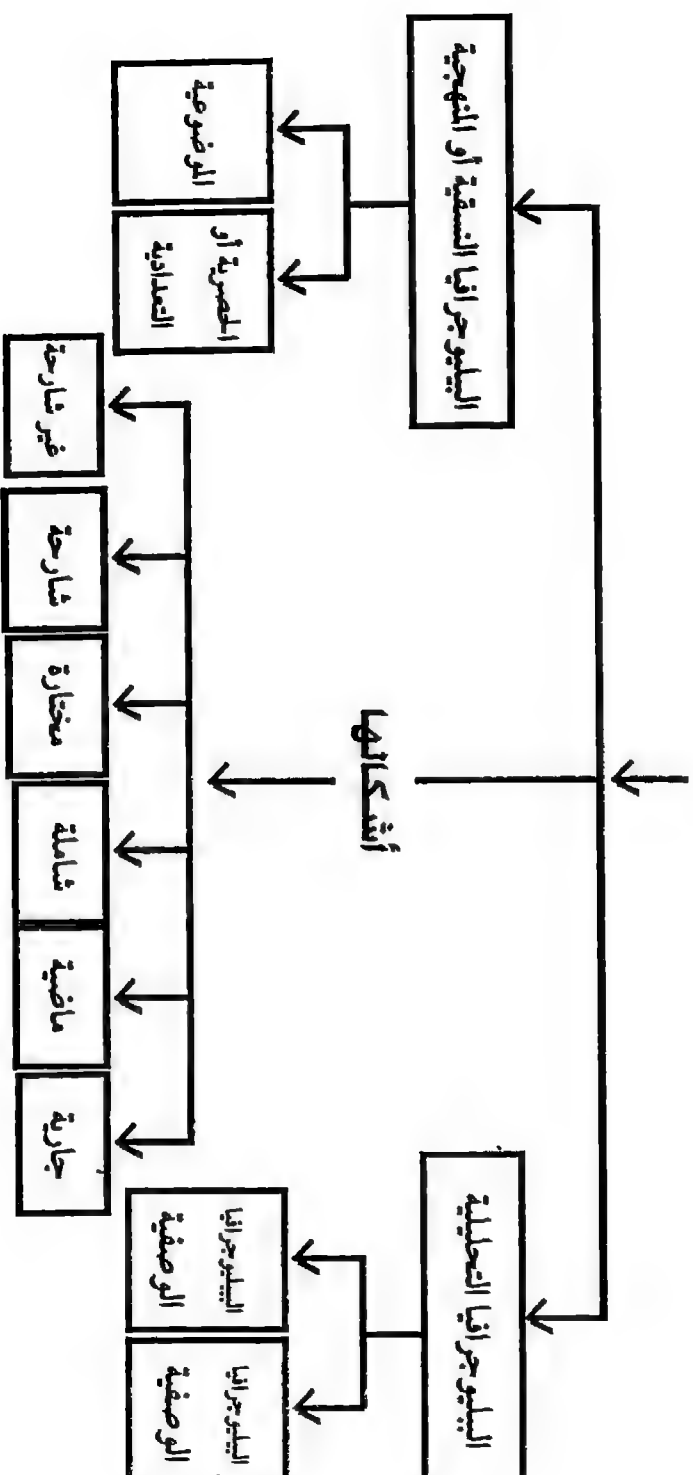 الببليوجرافيا التحليلية
الببليوجرافيا النسقية أو المنهجية
أشكالها
الببليوجرافيا
الوصفية
الببليوجرافيا
الوصفية
الحصرية أو
التعدادية
الموضوعية
جارية
ماضية
شاملة
مختارة
شارحة
غير شارحة